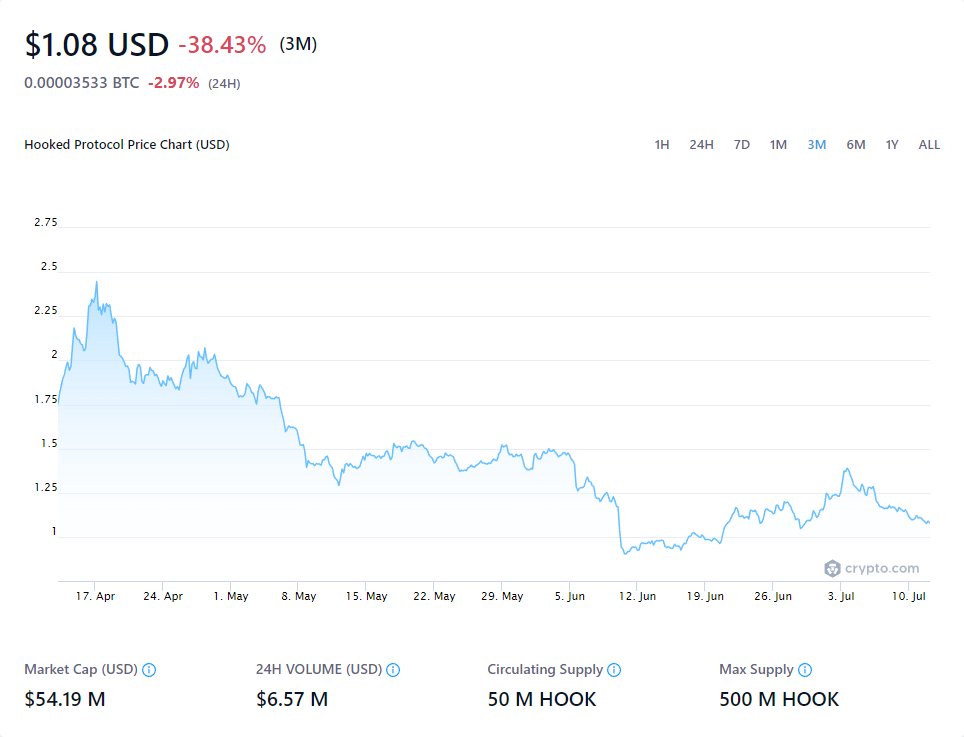 $1.08 USD -38.43% (3M)
0.00003533 BTC -2.97% (24H)
Hooked Protocol Price Chart (USD)
1H 24H 7D 1M 3M 6M 1Y ALL
2.75
2.5
2.25
2
1.75
1.5
1.25
1
crypto.com
17. Apr 24. Apr 1. May 8. May 15. May 22. May 29. May 5. Jun 12. Jun 19. Jun 26. Jun 3. Jul 10. Jul
Market Cap (USD) 24H VOLUME (USD) Circulating Supply Max Supply
$54.19 M $6.57 M 50 M HOOK 500 M HOOK